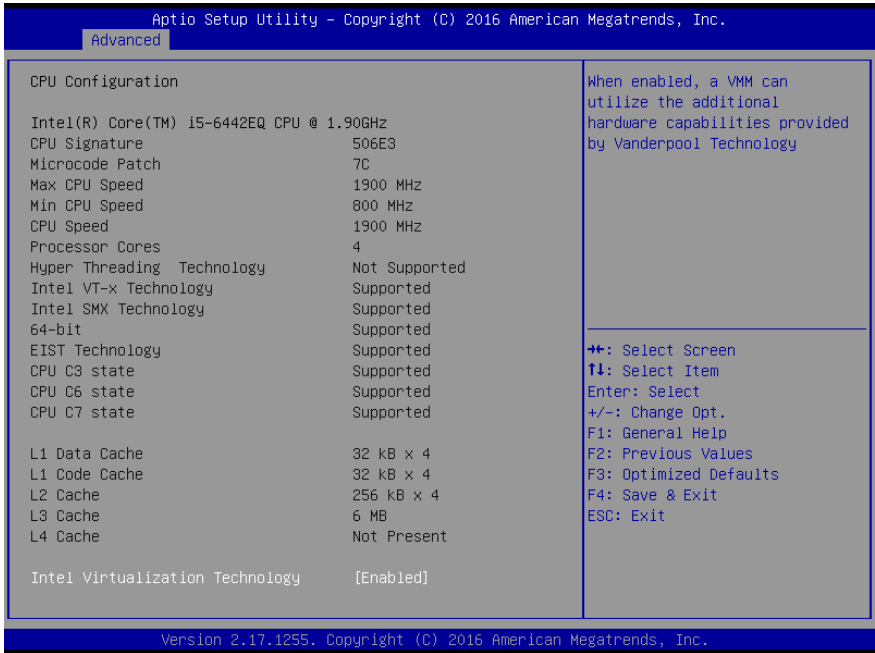 Aptio Setup Utility – Copyright (C) 2016 American Megatrends, Inc.
Advanced
CPU Configuration
Intel(R) Core(TM) i5-6442EQ CPU @ 1.90GHz
CPU Signature 506E3
Microcode Patch 7C
Max CPU Speed 1900 MHz
Min CPU Speed 800 MHz
CPU Speed 1900 MHz
Processor Cores 4
Hyper Threading Technology Not Supported
Intel VT-x Technology Supported
Intel SMX Technology Supported
64-bit Supported
EIST Technology Supported
CPU C3 state Supported
CPU C6 state Supported
CPU C7 state Supported
L1 Data Cache 32 kB x 4
L1 Code Cache 32 kB x 4
L2 Cache 256 kB x 4
L3 Cache 6 MB
L4 Cache Not Present
Intel Virtualization Technology [Enabled]
When enabled, a VMM can
utilize the additional
hardware capabilities provided
by Vanderpool Technology
→←: Select Screen
↑↓: Select Item
Enter: Select
+/-: Change Opt.
F1: General Help
F2: Previous Values
F3: Optimized Defaults
F4: Save & Exit
ESC: Exit
Version 2.17.1255. Copyright (C) 2016 American Megatrends, Inc.